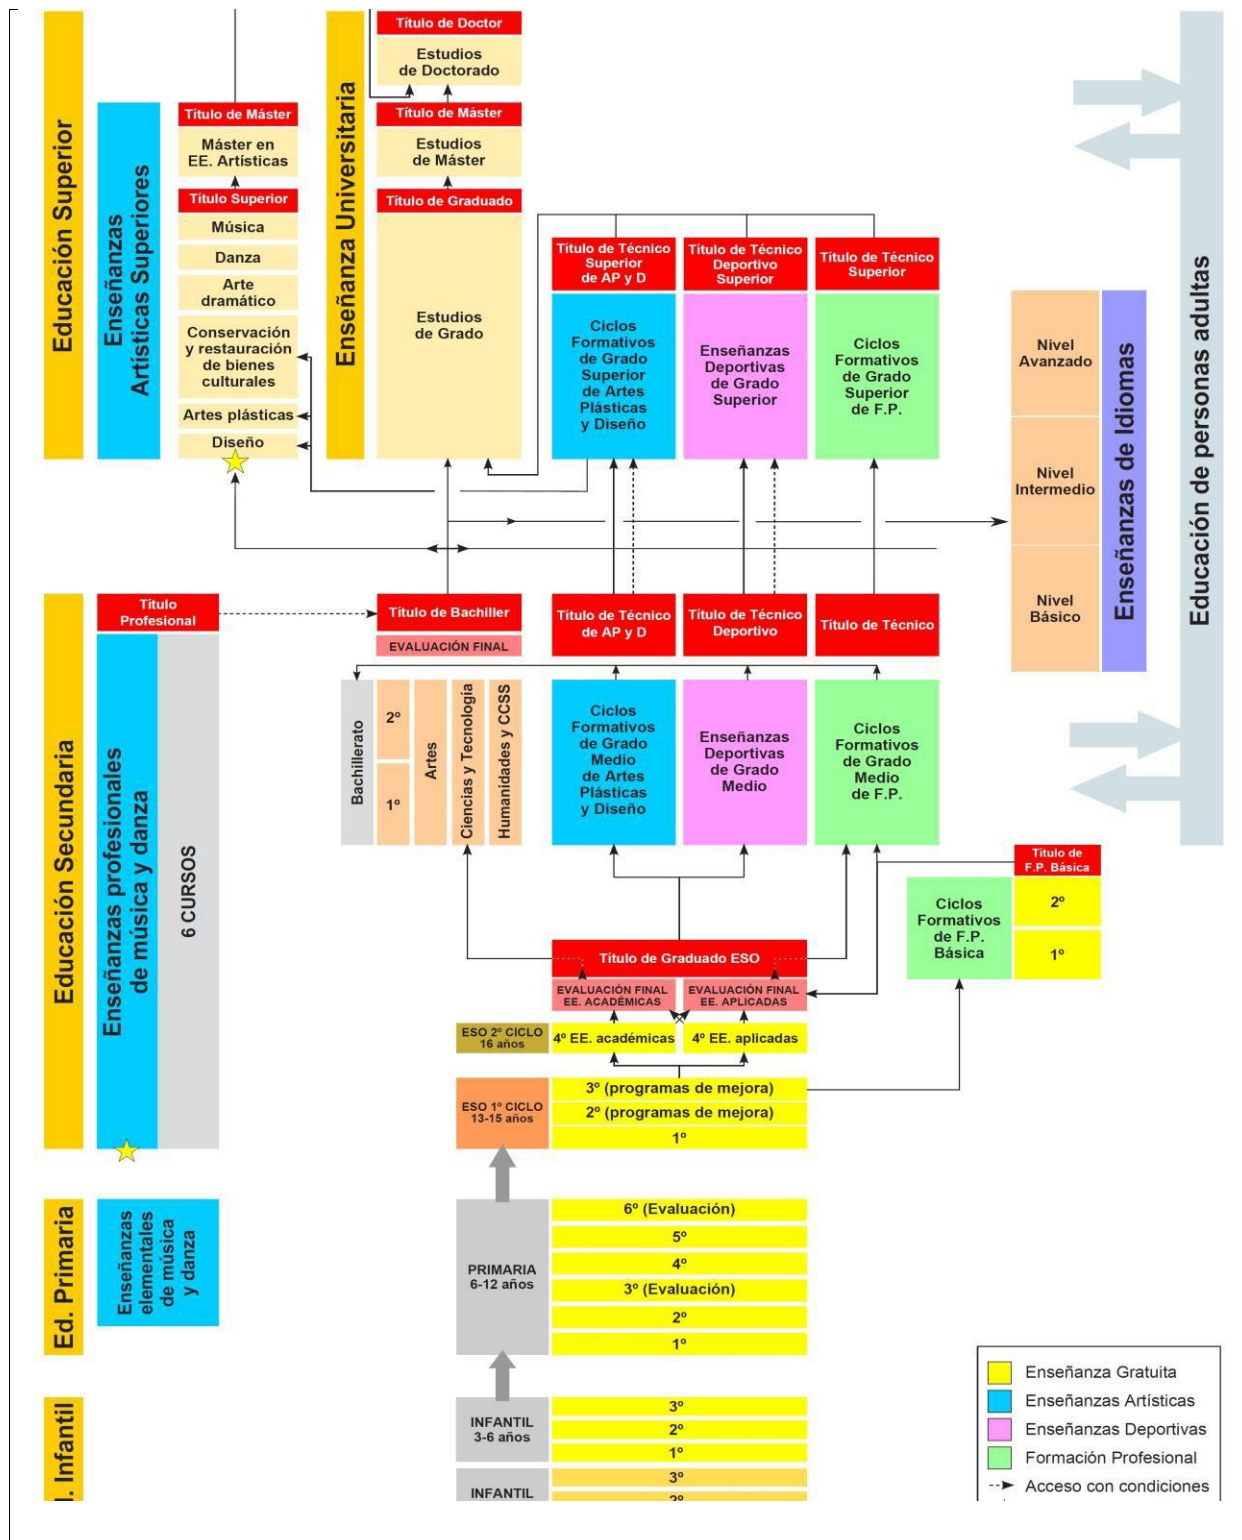 Educación Superior
Enseñanzas
Artísticas Superiores
Título de Máster
Máster en
EE. Artísticas
Título Superior
Música
Danza
Arte
dramático
Conservación
y restauración
de bienes
culturales
Artes plásticas
Diseño
Enseñanza Universitaria
Título de Doctor
Estudios
de Doctorado
Título de Máster
Estudios
de Máster
Título de Graduado
Estudios
de Grado
Título de Técnico
Superior
de AP y D
Ciclos
Formativos
de Grado
Superior
de Artes
Plásticas
y Diseño
Título de Técnico
Deportivo
Superior
Enseñanzas
Deportivas
de Grado
Superior
Título de Técnico
Superior
Ciclos
Formativos
de Grado
Superior
de F.P.
Nivel
Avanzado
Nivel
Intermedio
Nivel
Básico
Enseñanzas de Idiomas
Educación de personas adultas
Educación Secundaria
Título
Profesional
Enseñanzas profesionales
de música y danza
6 CURSOS
Título de Bachiller
EVALUACIÓN FINAL
Bachillerato
2º
1º
Artes
Ciencias y Tecnología
Humanidades y CCSS
Título de Técnico
de AP y D
Ciclos
Formativos
de Grado
Medio
de Artes
Plásticas
y Diseño
Título de Técnico
Deportivo
Enseñanzas
Deportivas
de Grado
Medio
Título de Técnico
Ciclos
Formativos
de Grado
Medio
de F.P.
Título de
F.P. Básica
Ciclos
Formativos
de F.P.
Básica
2º
1º
Título de Graduado ESO
EVALUACIÓN FINAL
EE. ACADÉMICAS
EVALUACIÓN FINAL
EE. APLICADAS
ESO 2º CICLO
16 años
4º EE. académicas
4º EE. aplicadas
ESO 1º CICLO
13-15 años
3º (programas de mejora)
2º (programas de mejora)
1º
Ed. Primaria
Enseñanzas
elementales
de música
y danza
PRIMARIA
6-12 años
6º (Evaluación)
5º
4º
3º (Evaluación)
2º
1º
. Infantil
INFANTIL
3-6 años
3º
2º
1º
INFANTIL
3º
2º
Enseñanza Gratuita
Enseñanzas Artísticas
Enseñanzas Deportivas
Formación Profesional
Acceso con condiciones